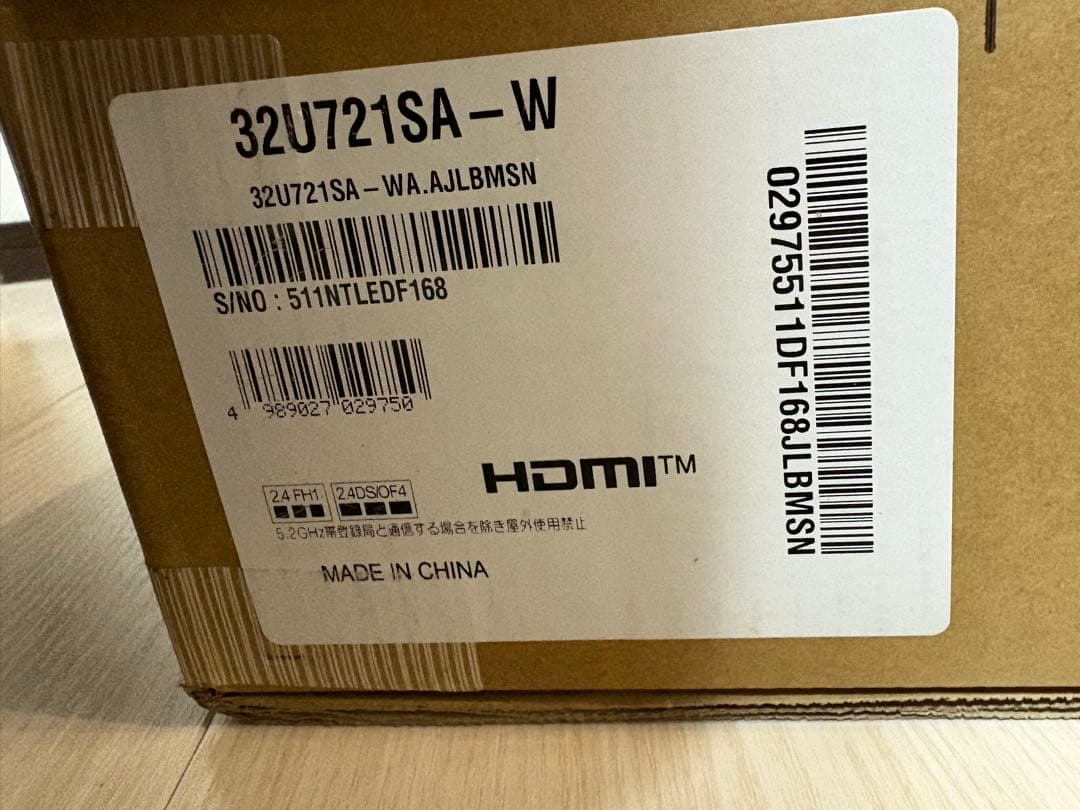 32U721SA-W
32U721SA-WA.AJLBMSN
S/NO : 511NTLEDF168
4 989027 029750
HDMI™
2.4 FH1 2.4DS/OF4
5.2GHz帯登録局と通信する場合を除き屋外使用禁止
MADE IN CHINA
02975511DF168JLBMSN